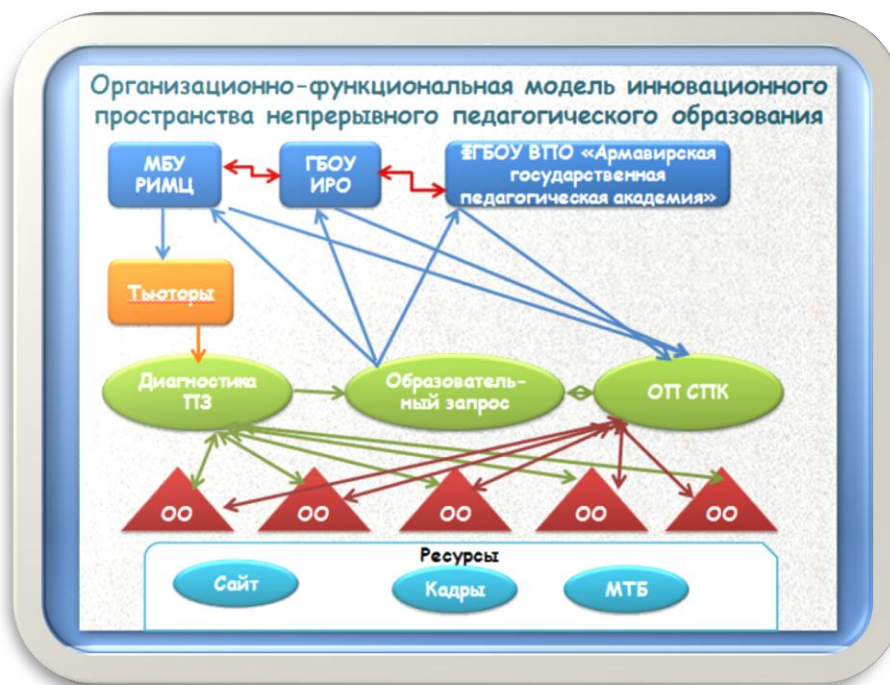 Организационно-функциональная модель инновационного
пространства непрерывного педагогического образования
МБУ
РИМЦ
ГБОУ
ИРО
ФГБОУ ВПО «Армавирская
государственная
педагогическая академия»
Тьюторы
Диагностика
ПЗ
Образователь-
ный запрос
ОП СПК
ОО
ОО
ОО
ОО
ОО
Ресурсы
Сайт
Кадры
МТБ